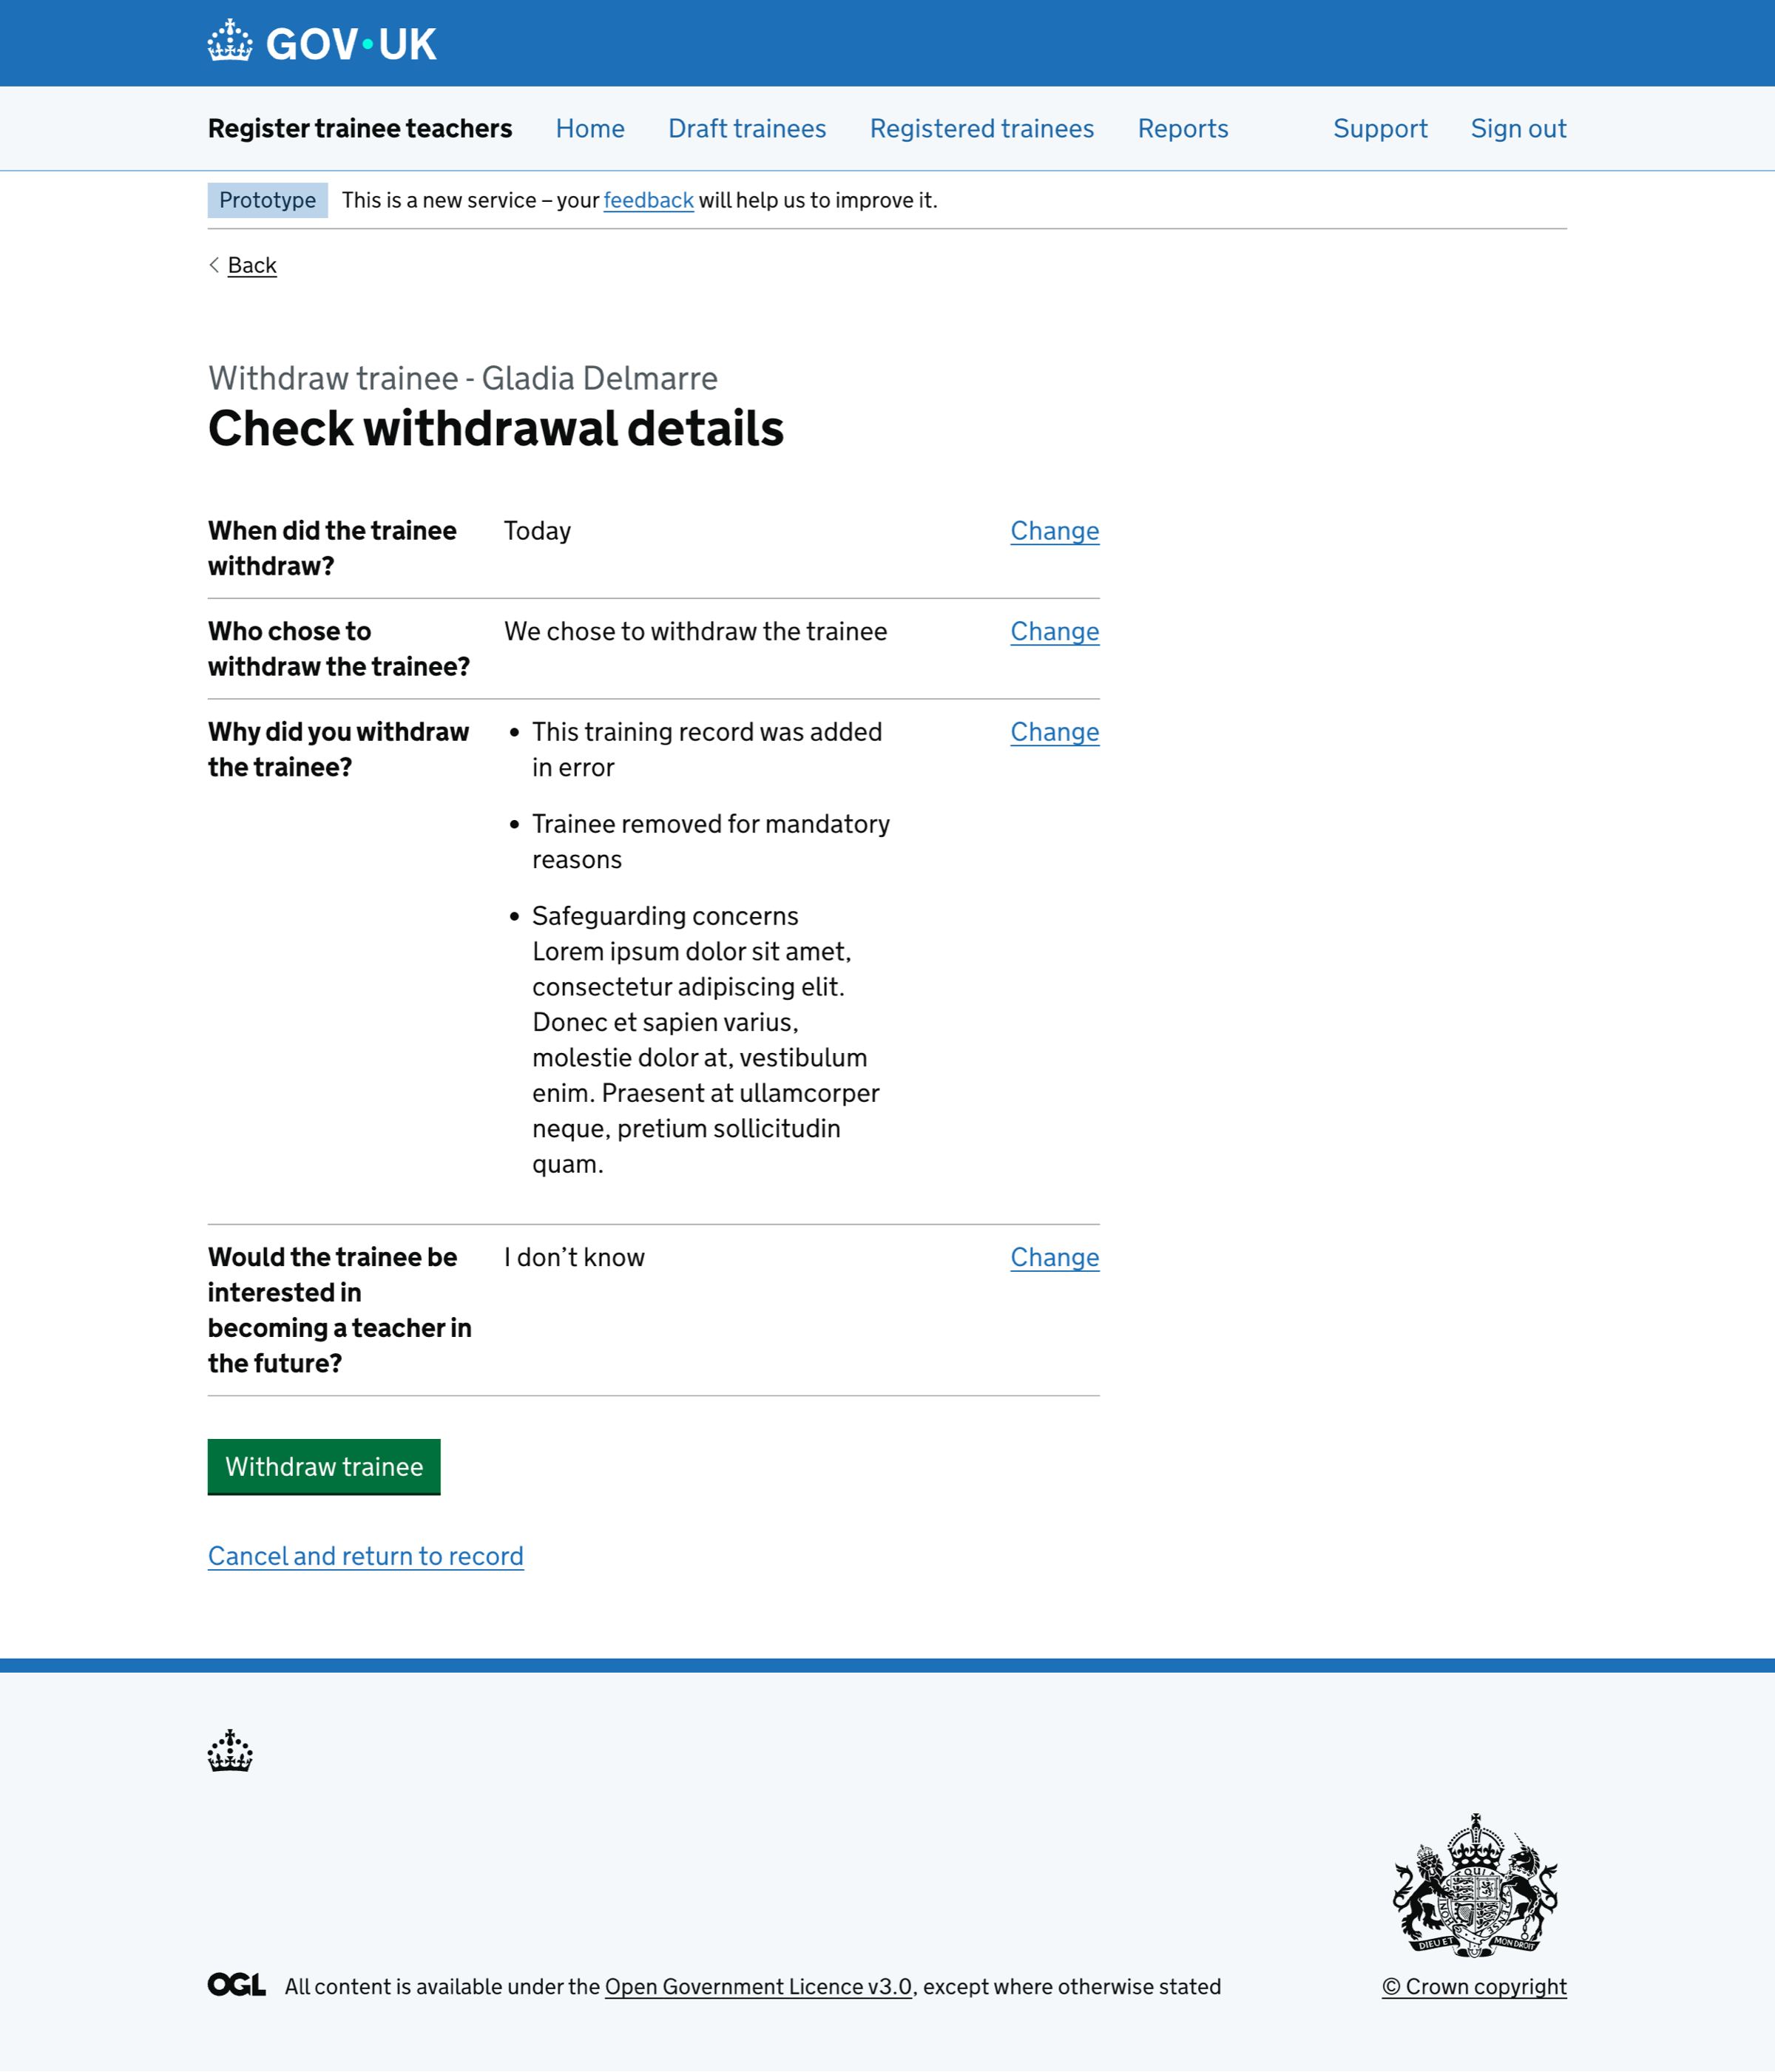 GOV·UK
Register trainee teachers Home Draft trainees Registered trainees Reports Support Sign out
Prototype This is a new service – your feedback will help us to improve it.
Back
Withdraw trainee - Gladia Delmarre
Check withdrawal details
When did the trainee withdraw?
Today
Change
Who chose to withdraw the trainee?
We chose to withdraw the trainee
Change
Why did you withdraw the trainee?
• This training record was added
in error
• Trainee removed for mandatory
reasons
• Safeguarding concerns
Lorem ipsum dolor sit amet,
consectetur adipiscing elit.
Donec et sapien varius,
molestie dolor at, vestibulum
enim. Praesent at ullamcorper
neque, pretium sollicitudin
quam.
Change
Would the trainee be
interested in
becoming a teacher in
the future?
I don’t know
Change
Withdraw trainee
Cancel and return to record
DIEU ET MON DROIT
OGL All content is available under the Open Government Licence v3.0, except where otherwise stated
© Crown copyright